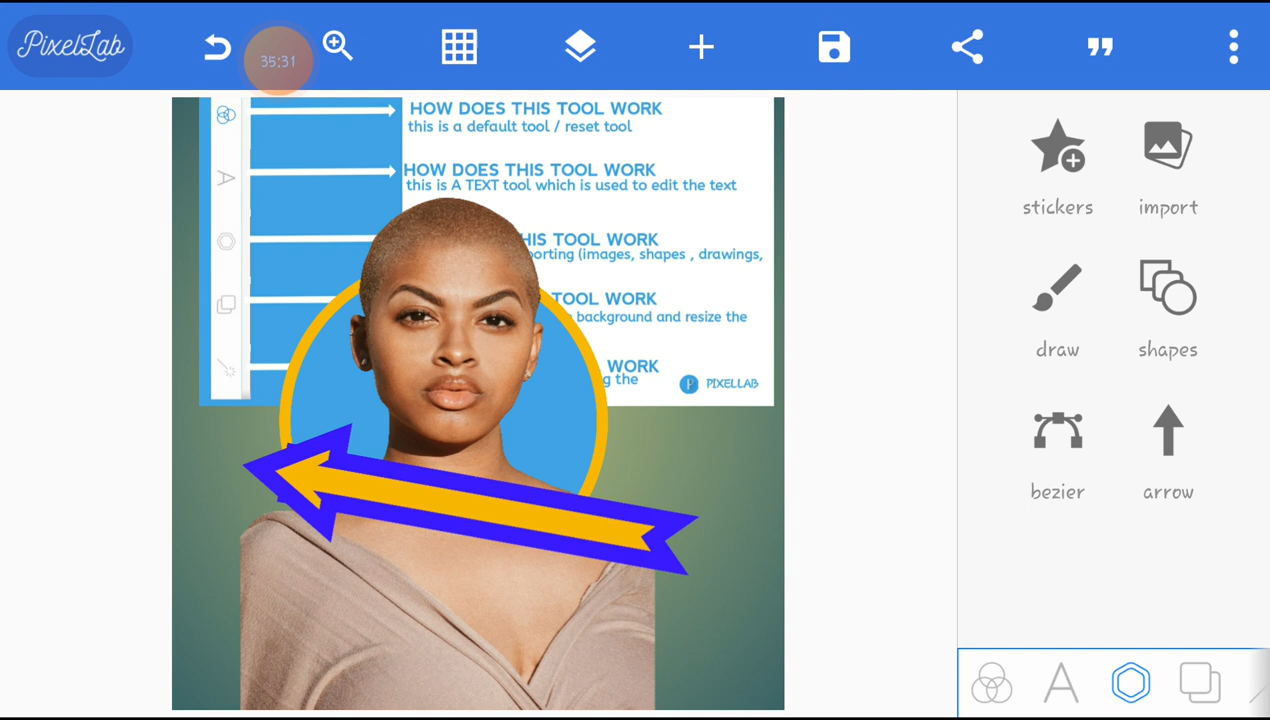 PixelLab
35:31
HOW DOES THIS TOOL WORK
this is a default tool / reset tool
HOW DOES THIS TOOL WORK
this is A TEXT tool which is used to edit the text
HIS TOOL WORK
porting (images, shapes , drawings,
TOOL WORK
background and resize the
WORK
g the
PIXELLAB
stickers
import
draw
shapes
bezier
arrow